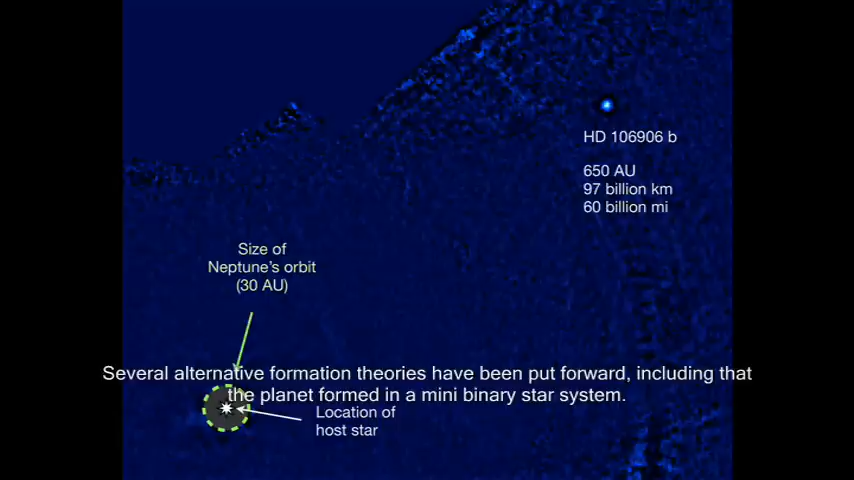 HD 106906 b
650 AU
97 billion km
60 billion mi
Size of
Neptune's orbit
(30 AU)
Several alternative formation theories have been put forward, including that
the planet formed in a mini binary star system.
Location of
host star